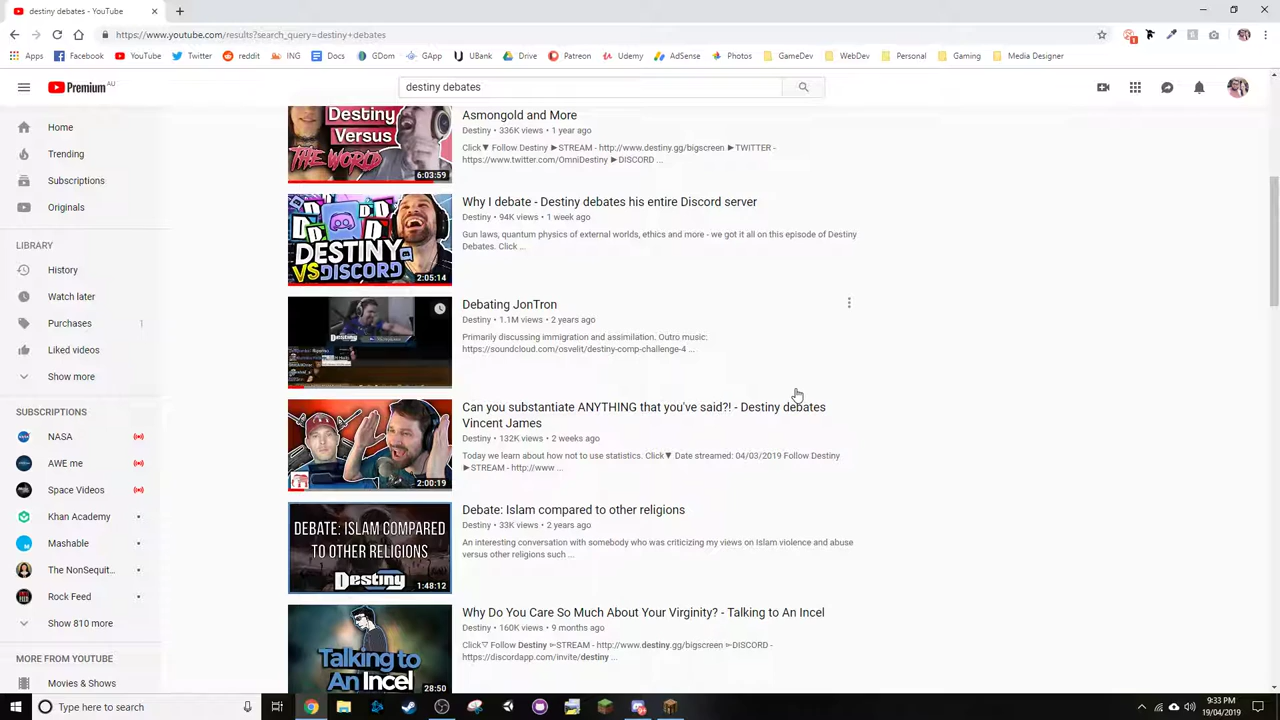 destiny debates - YouTube
https://www.youtube.com/results?search_query=destiny+debates
1
Apps Facebook YouTube Twitter reddit ING Docs GDom GApp UBank Drive Patreon Udemy AdSense Photos GameDev WebDev Personal Gaming Media Designer
Premium AU
destiny debates
Home
Trending
Subscriptions
Originals
LIBRARY
History
Watch later
Purchases 1
Liked videos
Show more
SUBSCRIPTIONS
NASA
AWE me
Space Videos
Khan Academy
Mashable
The NonSequit...
Rock Feed
Show 810 more
MORE FROM YOUTUBE
Movies & Shows
Destiny
Versus
THE WORLD
6:03:59
Asmongold and More
Destiny • 336K views • 1 year ago
Click▼ Follow Destiny ►STREAM - http://www.destiny.gg/bigscreen ►TWITTER -
https://www.twitter.com/OmniDestiny ►DISCORD ...
DESTINY
VS DISCORD
2:05:14
Why I debate - Destiny debates his entire Discord server
Destiny • 94K views • 1 week ago
Gun laws, quantum physics of external worlds, ethics and more - we got it all on this episode of Destiny
Debates. Click ...
Destiny
Debating JonTron
Destiny • 1.1M views • 2 years ago
Primarily discussing immigration and assimilation. Outro music:
https://soundcloud.com/osvelit/destiny-comp-challenge-4 ...
2:00:19
Can you substantiate ANYTHING that you've said?! - Destiny debates
Vincent James
Destiny • 132K views • 2 weeks ago
Today we learn about how not to use statistics. Click▼ Date streamed: 04/03/2019 Follow Destiny
►STREAM - http://www ...
DEBATE: ISLAM COMPARED
TO OTHER RELIGIONS
Destiny
1:48:12
Debate: Islam compared to other religions
Destiny • 33K views • 2 years ago
An interesting conversation with somebody who was criticizing my views on Islam violence and abuse
versus other religions such ...
Talking to
An Incel
28:50
Why Do You Care So Much About Your Virginity? - Talking to An Incel
Destiny • 160K views • 9 months ago
Click▽ Follow Destiny ⊳STREAM - http://www.destiny.gg/bigscreen ⊳DISCORD -
https://discordapp.com/invite/destiny ...
Type here to search
9:33 PM
19/04/2019